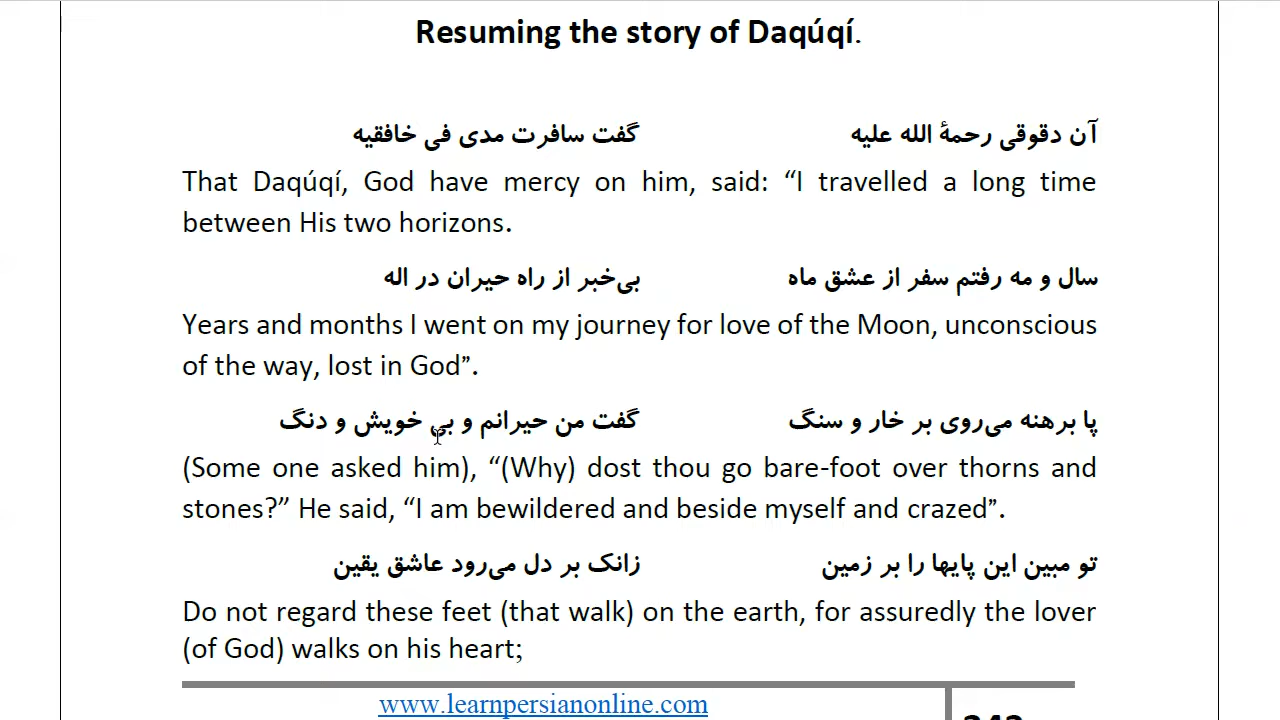 Resuming the story of Daqúqí.
آن دقوقی رحمهٔ الله علیه گفت سافرت مدی فی خافقیه
That Daqúqí, God have mercy on him, said: “I travelled a long time
between His two horizons.
سال و مه رفتم سفر از عشق ماه بی‌خبر از راه حیران در اله
Years and months I went on my journey for love of the Moon, unconscious
of the way, lost in God”.
پا برهنه می‌روی بر خار و سنگ گفت من حیرانم و بی خویش و دنگ
(Some one asked him), “(Why) dost thou go bare-foot over thorns and
stones?” He said, “I am bewildered and beside myself and crazed”.
تو مبین این پایها را بر زمین زانک بر دل می‌رود عاشق یقین
Do not regard these feet (that walk) on the earth, for assuredly the lover
(of God) walks on his heart;
www.learnpersianonline.com